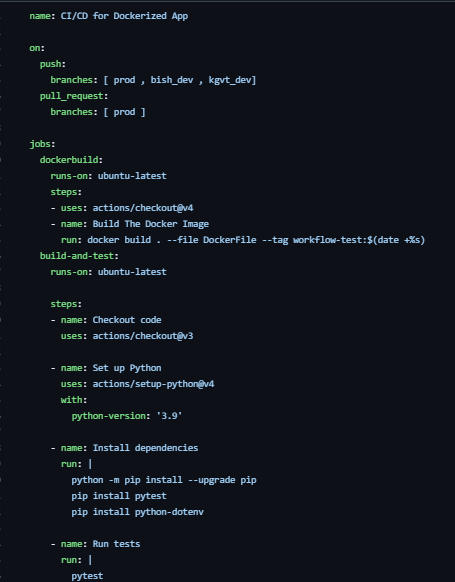 name: CI/CD for Dockerized App
on:
push:
branches: [ prod , bish_dev , kgvt_dev]
pull_request:
branches: [ prod ]
jobs:
dockerbuild:
runs-on: ubuntu-latest
steps:
- uses: actions/checkout@v4
- name: Build The Docker Image
run: docker build . --file DockerFile --tag workflow-test:$(date +%s)
build-and-test:
runs-on: ubuntu-latest
steps:
- name: Checkout code
uses: actions/checkout@v3
- name: Set up Python
uses: actions/setup-python@v4
with:
python-version: '3.9'
- name: Install dependencies
run: |
python -m pip install --upgrade pip
pip install pytest
pip install python-dotenv
- name: Run tests
run: |
pytest